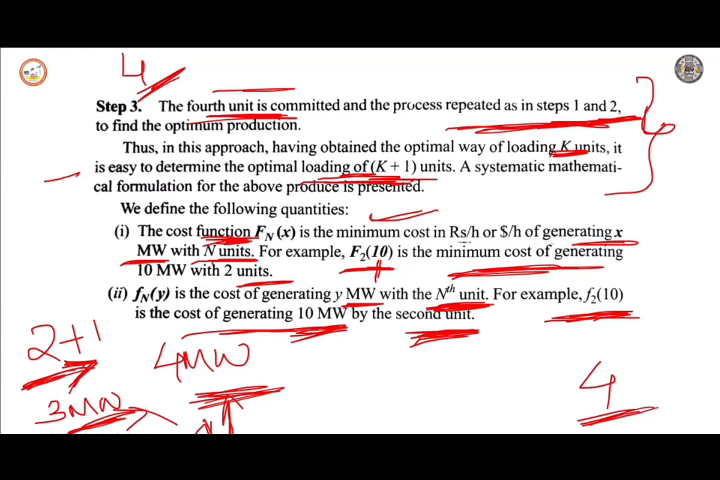 4
Step 3. The fourth unit is committed and the process repeated as in steps 1 and 2,
to find the optimum production.
Thus, in this approach, having obtained the optimal way of loading K units, it
is easy to determine the optimal loading of (K + 1) units. A systematic mathemati-
cal formulation for the above produce is presented.
We define the following quantities:
(i) The cost function F_N(x) is the minimum cost in Rs/h or $/h of generating x
MW with N units. For example, F₂(10) is the minimum cost of generating
10 MW with 2 units.
(ii) f_N(y) is the cost of generating y MW with the Nth unit. For example, f₂(10)
is the cost of generating 10 MW by the second unit.
2+1
4MW
4
3MW